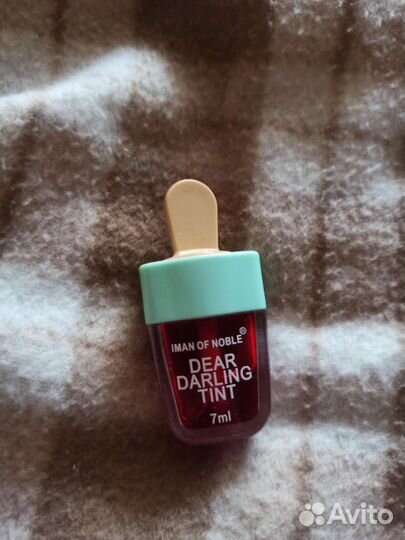 IMAN OF NOBLE®
DEAR
DARLING
TINT
7ml
Avito